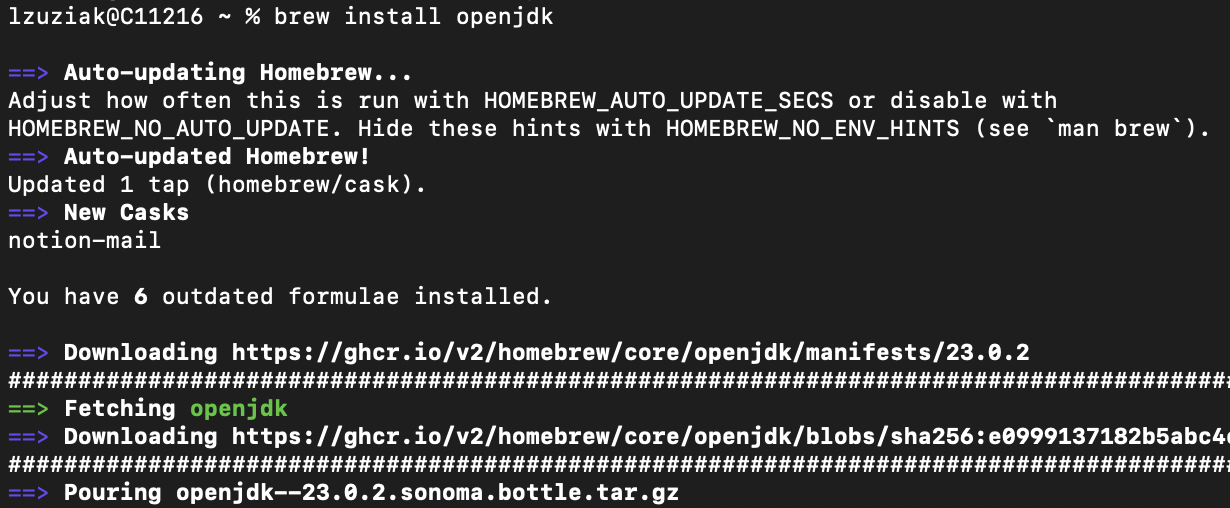 lzuziak@C11216 ~ % brew install openjdk
==> Auto-updating Homebrew...
Adjust how often this is run with HOMEBREW_AUTO_UPDATE_SECS or disable with
HOMEBREW_NO_AUTO_UPDATE. Hide these hints with HOMEBREW_NO_ENV_HINTS (see `man brew`).
==> Auto-updated Homebrew!
Updated 1 tap (homebrew/cask).
==> New Casks
notion-mail
You have 6 outdated formulae installed.
==> Downloading https://ghcr.io/v2/homebrew/core/openjdk/manifests/23.0.2
########################################################################################
==> Fetching openjdk
==> Downloading https://ghcr.io/v2/homebrew/core/openjdk/blobs/sha256:e0999137182b5abc4
########################################################################################
==> Pouring openjdk--23.0.2.sonoma.bottle.tar.gz